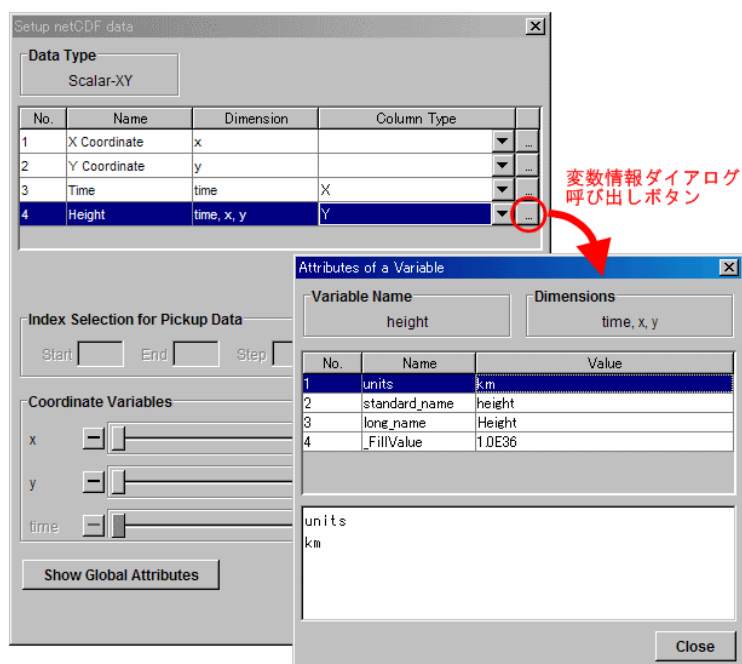 Setup netCDF data
Data Type
Scalar-XY
No. Name Dimension Column Type
1 X Coordinate x ...
2 Y Coordinate y ...
3 Time time X ...
4 Height time, x, y Y ...
変数情報ダイアログ
呼び出しボタン
Index Selection for Pickup Data
Start End Step
Coordinate Variables
x
y
time
Show Global Attributes
Attributes of a Variable
Variable Name Dimensions
height time, x, y
No. Name Value
1 units km
2 standard_name height
3 long_name Height
4 _FillValue 1.0E36
units
km
Close